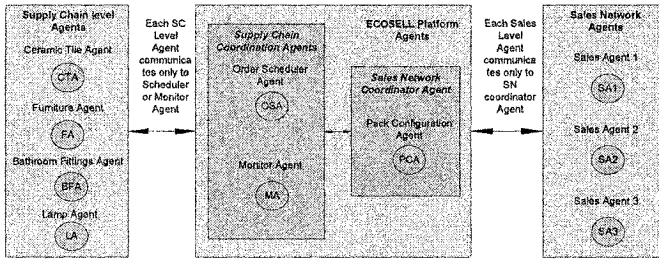 Supply Chain level
Agents
Ceramic Tile Agent
CTA
Furniture Agent
FA
Bathroom Fittings Agent
BFA
Lamp Agent
LA
Each SC
Level
Agent
communica
tes only to
Scheduler
or Monitor
Agent
Supply Chain
Coordination Agents
Order Scheduler
Agent
OSA
Monitor Agent
MA
ECOSELL Platform
Agents
Sales Network
Coordinator Agent
Pack Configuration
Agent
PCA
Each Sales
Level
Agent
communica
tes only to
SN
coordinator
Agent
Sales Network
Agents
Sales Agent 1
SA1
Sales Agent 2
SA2
Sales Agent 3
SA3